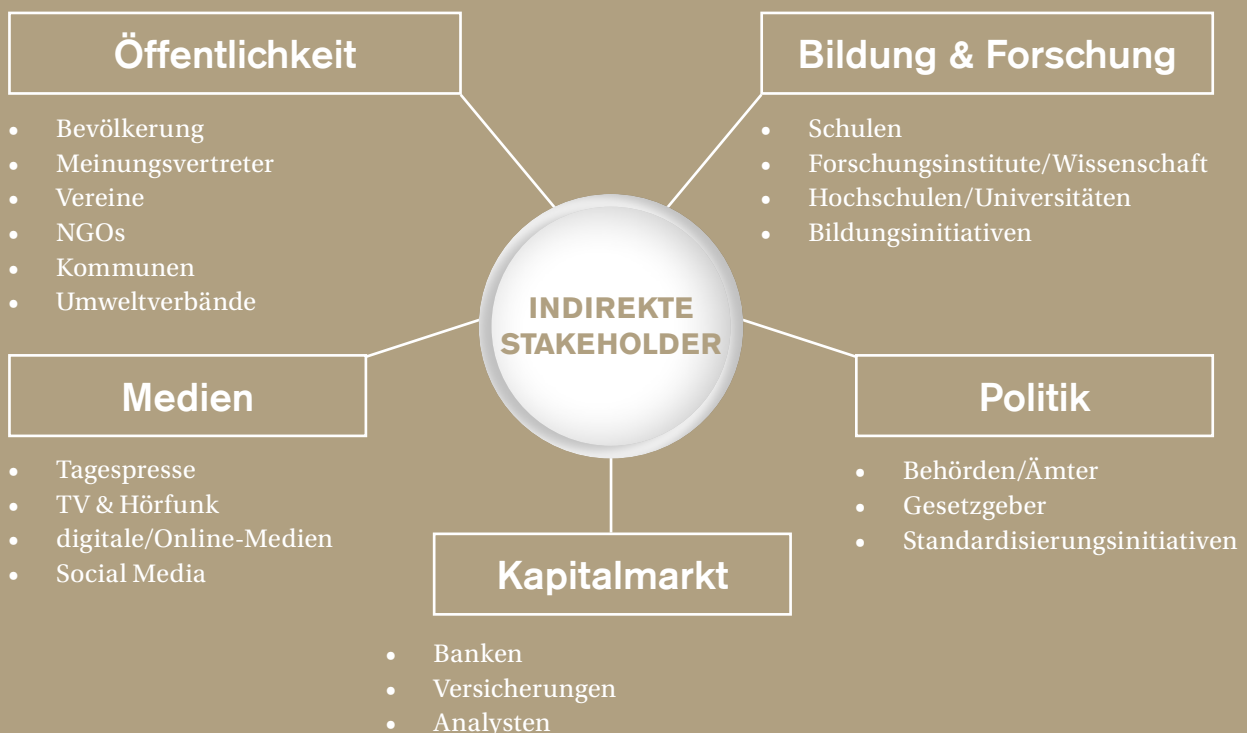 Öffentlichkeit
• Bevölkerung
• Meinungsvertreter
• Vereine
• NGOs
• Kommunen
• Umweltverbände
Bildung & Forschung
• Schulen
• Forschungsinstitute/Wissenschaft
• Hochschulen/Universitäten
• Bildungsinitiativen
INDIREKTE
STAKEHOLDER
Medien
• Tagespresse
• TV & Hörfunk
• digitale/Online-Medien
• Social Media
Politik
• Behörden/Ämter
• Gesetzgeber
• Standardisierungsinitiativen
Kapitalmarkt
• Banken
• Versicherungen
• Analysten